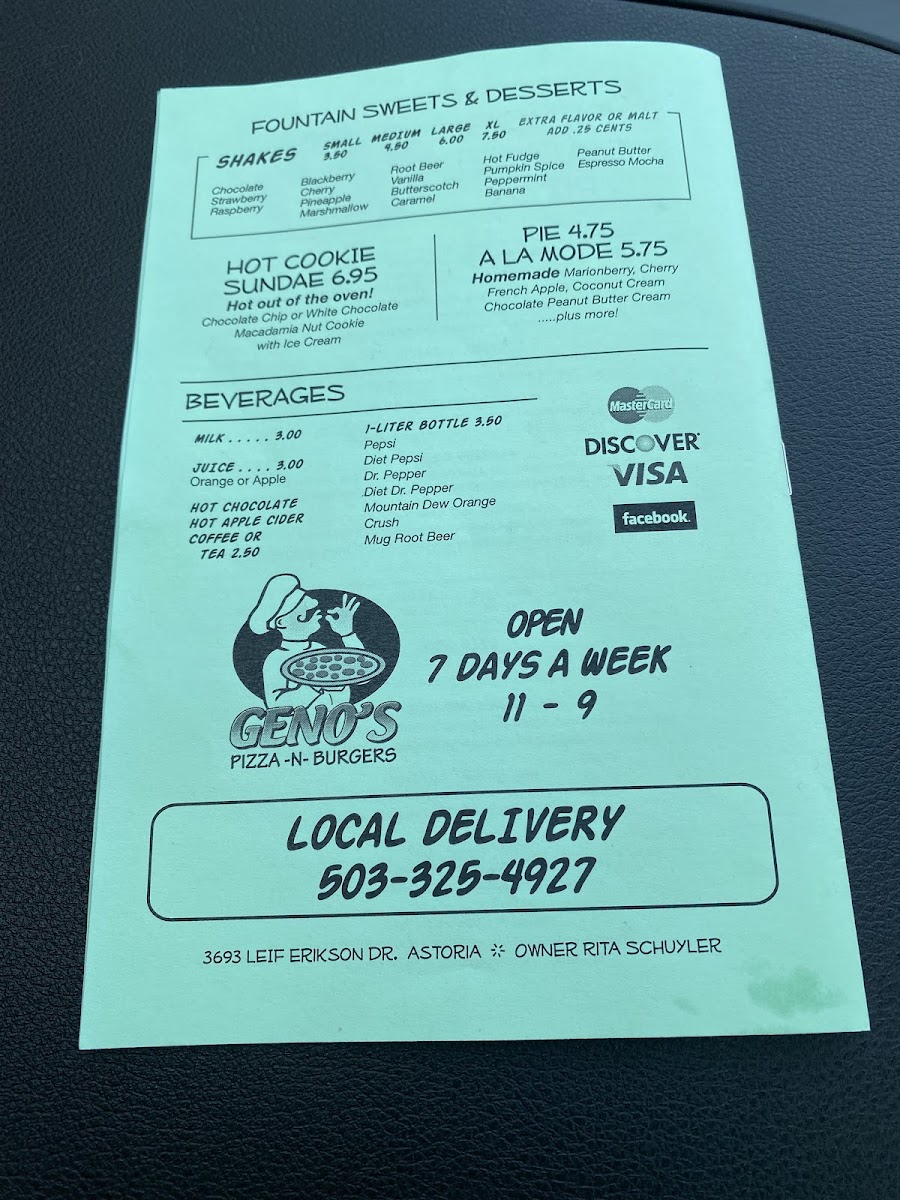 FOUNTAIN SWEETS & DESSERTS
SHAKES
SMALL MEDIUM LARGE XL
3.50 4.50 6.00 7.50
EXTRA FLAVOR OR MALT
ADD .25 CENTS
Chocolate
Strawberry
Raspberry
Blackberry
Cherry
Pineapple
Marshmallow
Root Beer
Vanilla
Butterscotch
Caramel
Hot Fudge
Pumpkin Spice
Peppermint
Banana
Peanut Butter
Espresso Mocha
HOT COOKIE
SUNDAE 6.95
Hot out of the oven!
Chocolate Chip or White Chocolate
Macadamia Nut Cookie
with Ice Cream
PIE 4.75
A LA MODE 5.75
Homemade Marionberry, Cherry
French Apple, Coconut Cream
Chocolate Peanut Butter Cream
.....plus more!
BEVERAGES
MILK ..... 3.00
JUICE .... 3.00
Orange or Apple
HOT CHOCOLATE
HOT APPLE CIDER
COFFEE OR
TEA 2.50
1-LITER BOTTLE 3.50
Pepsi
Diet Pepsi
Dr. Pepper
Diet Dr. Pepper
Mountain Dew Orange
Crush
Mug Root Beer
MasterCard
DISCOVER
VISA
facebook.
GENO'S
PIZZA -N- BURGERS
OPEN
7 DAYS A WEEK
11 - 9
LOCAL DELIVERY
503-325-4927
3693 LEIF ERIKSON DR. ASTORIA OWNER RITA SCHUYLER